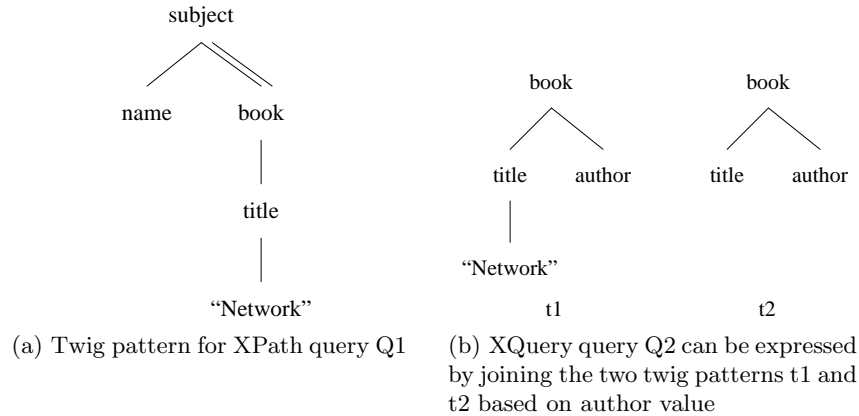 subject
name book
title
“Network”
(a) Twig pattern for XPath query Q1
book book
title author title author
“Network”
t1 t2
(b) XQuery query Q2 can be expressed
by joining the two twig patterns t1 and
t2 based on author value